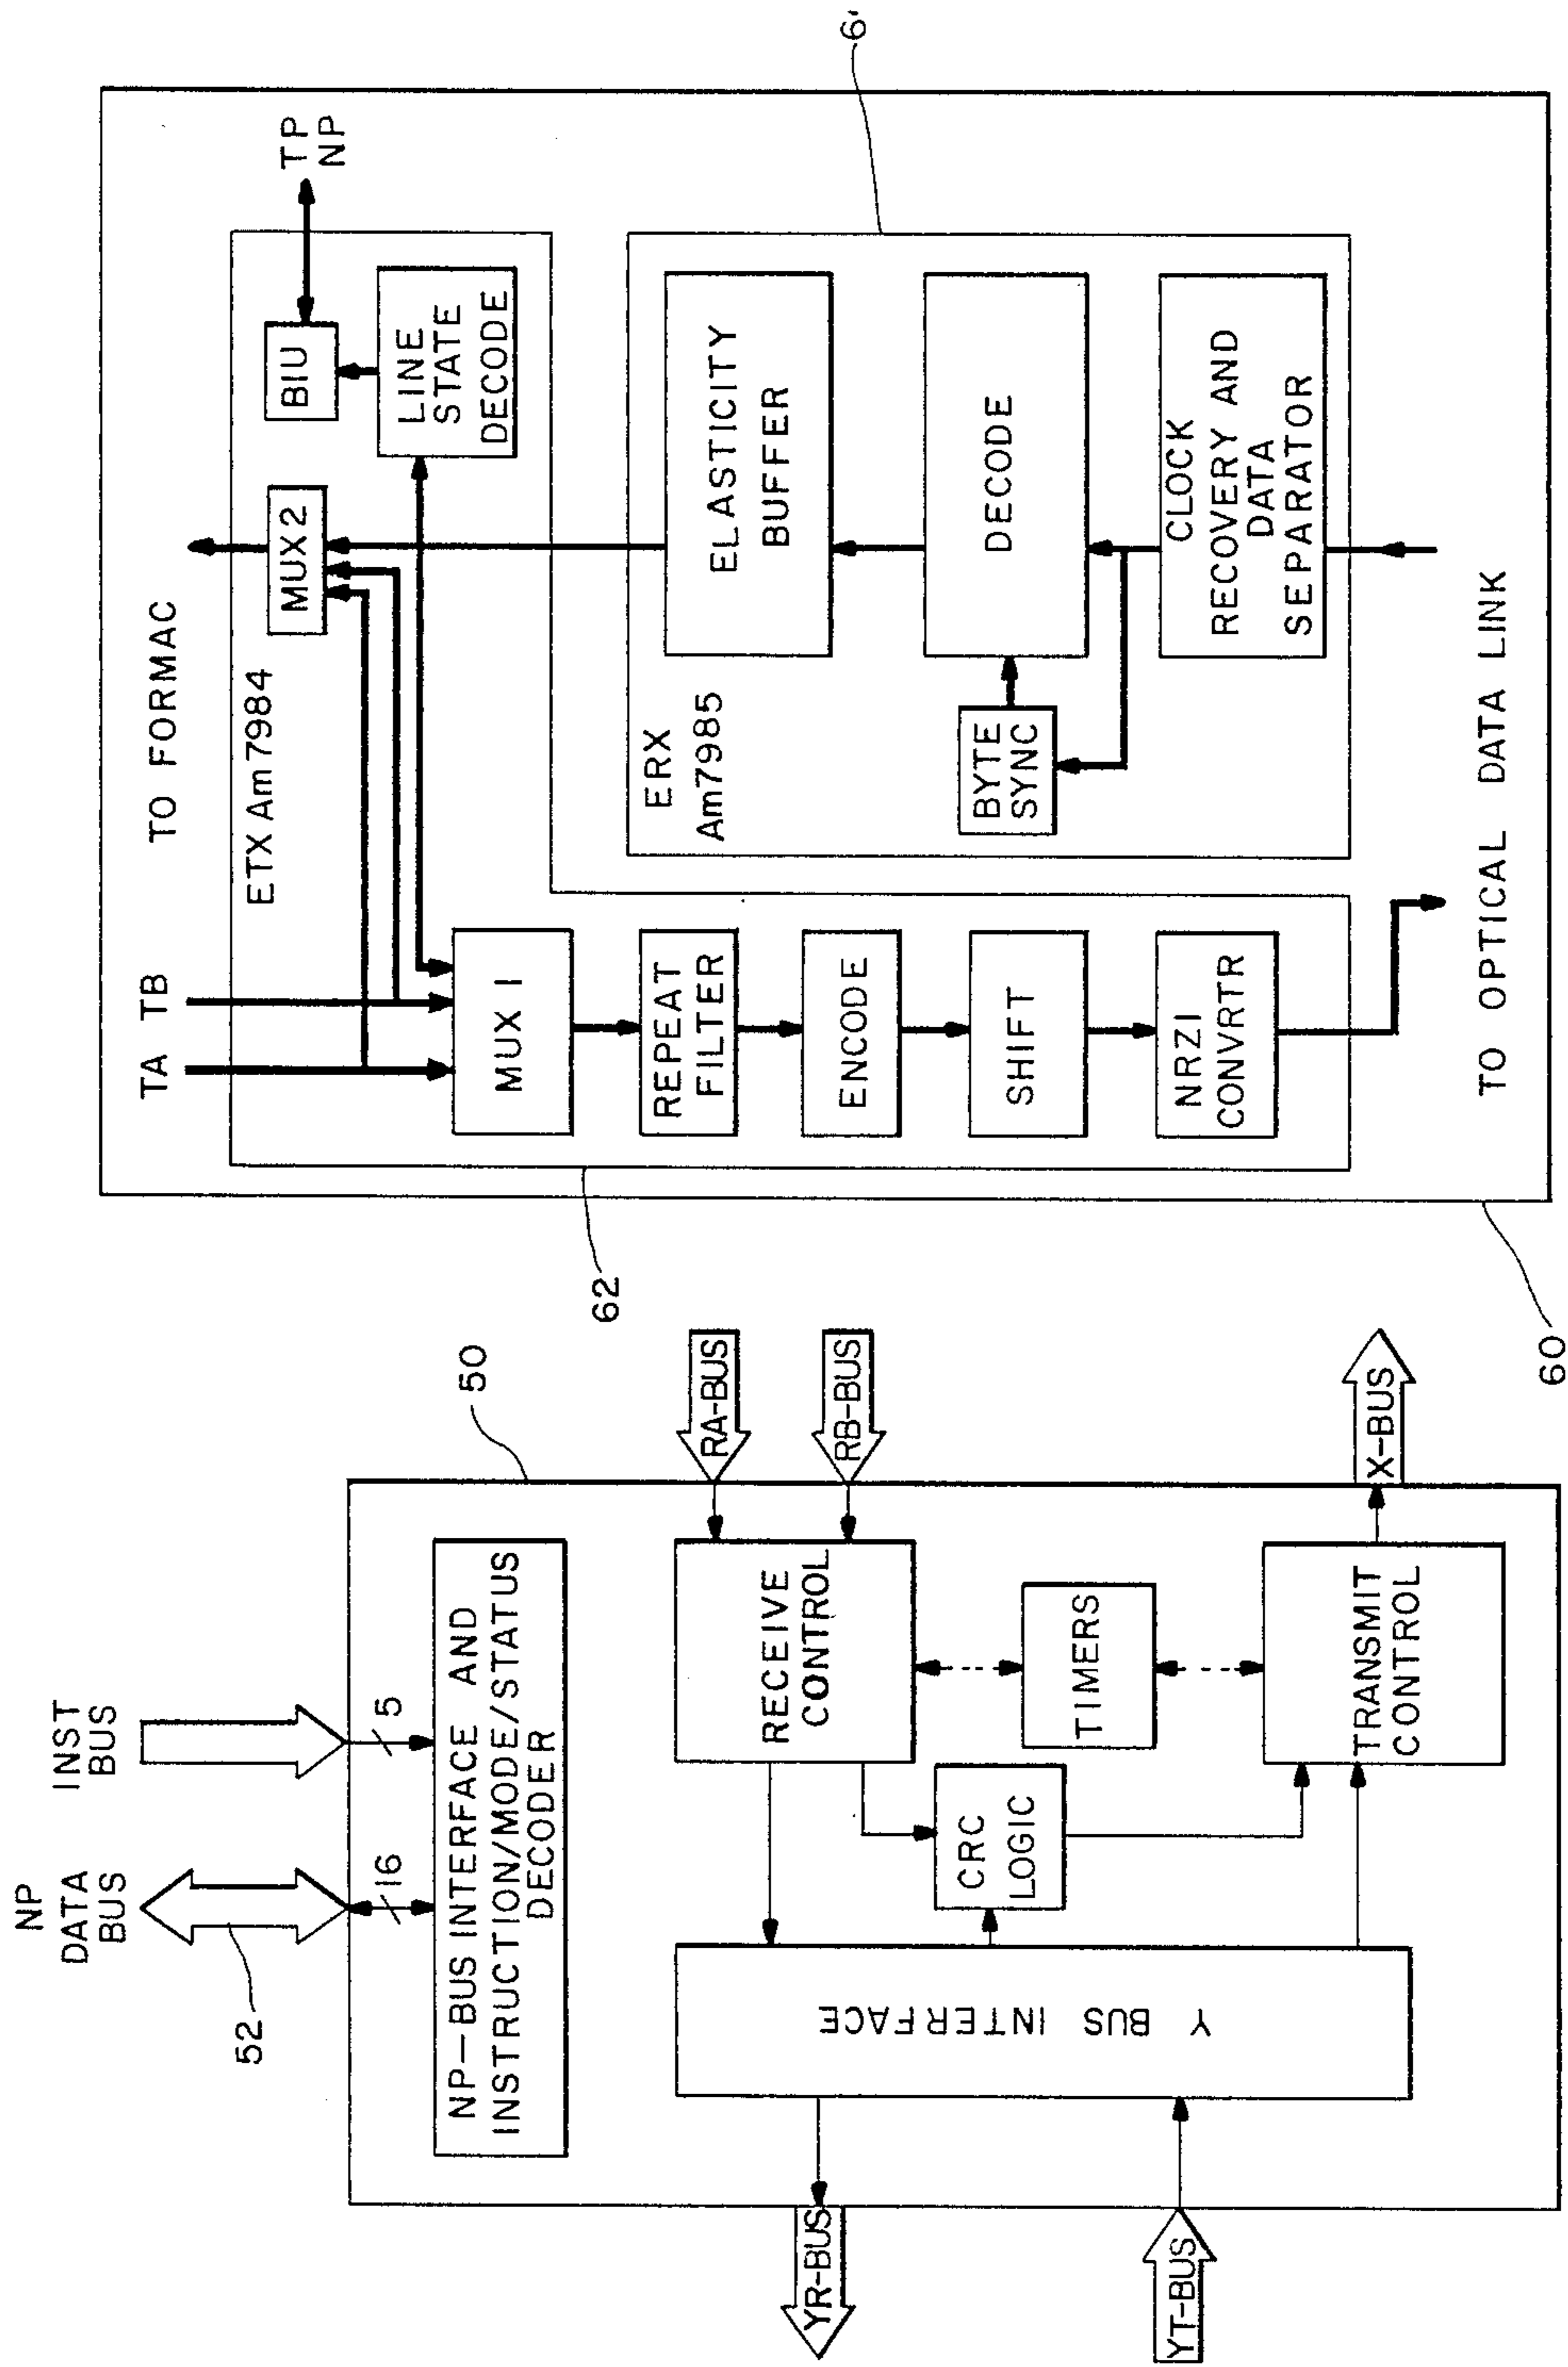 NP
DATA
BUS
INST
BUS
52
16
5
50
NP-BUS INTERFACE AND
INSTRUCTION/MODE/STATUS
DECODER
YR-BUS
YT-BUS
Y BUS INTERFACE
CRC
LOGIC
RECEIVE
CONTROL
TIMERS
TRANSMIT
CONTROL
RA-BUS
RB-BUS
X-BUS
TA
TB
TO FORMAC
ETX Am7984
MUX 2
BIU
TP
NP
LINE
STATE
DECODE
MUX 1
REPEAT
FILTER
ENCODE
SHIFT
NRZI
CONVRTR
62
ERX
Am7985
ELASTICITY
BUFFER
BYTE
SYNC
DECODE
CLOCK
RECOVERY AND
DATA
SEPARATOR
TO OPTICAL DATA LINK
60